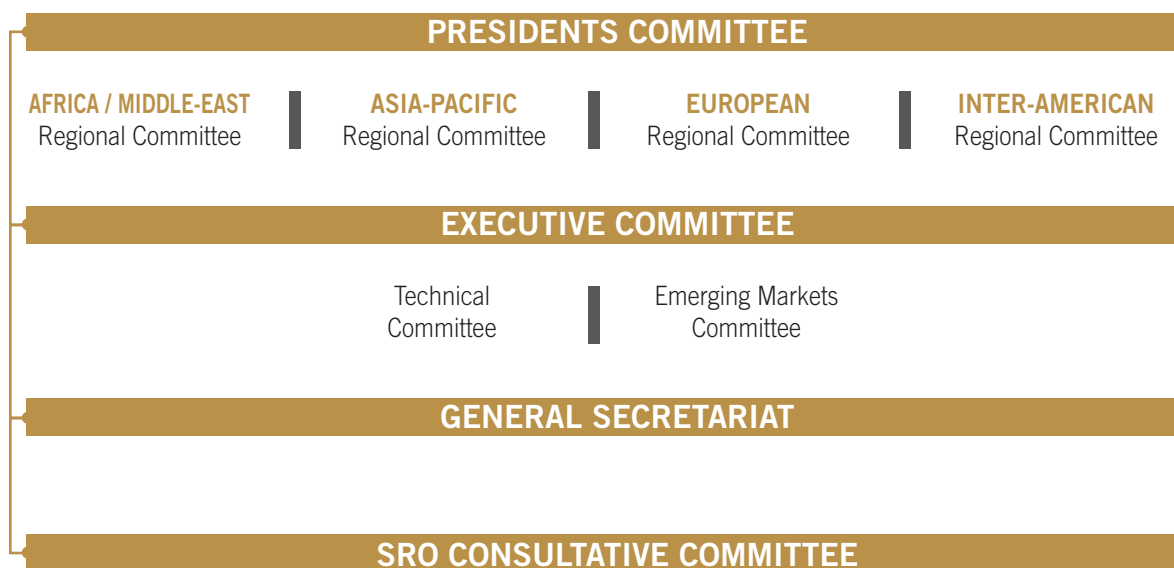 PRESIDENTS COMMITTEE
AFRICA / MIDDLE-EAST
Regional Committee
ASIA-PACIFIC
Regional Committee
EUROPEAN
Regional Committee
INTER-AMERICAN
Regional Committee
EXECUTIVE COMMITTEE
Technical
Committee
Emerging Markets
Committee
GENERAL SECRETARIAT
SRO CONSULTATIVE COMMITTEE